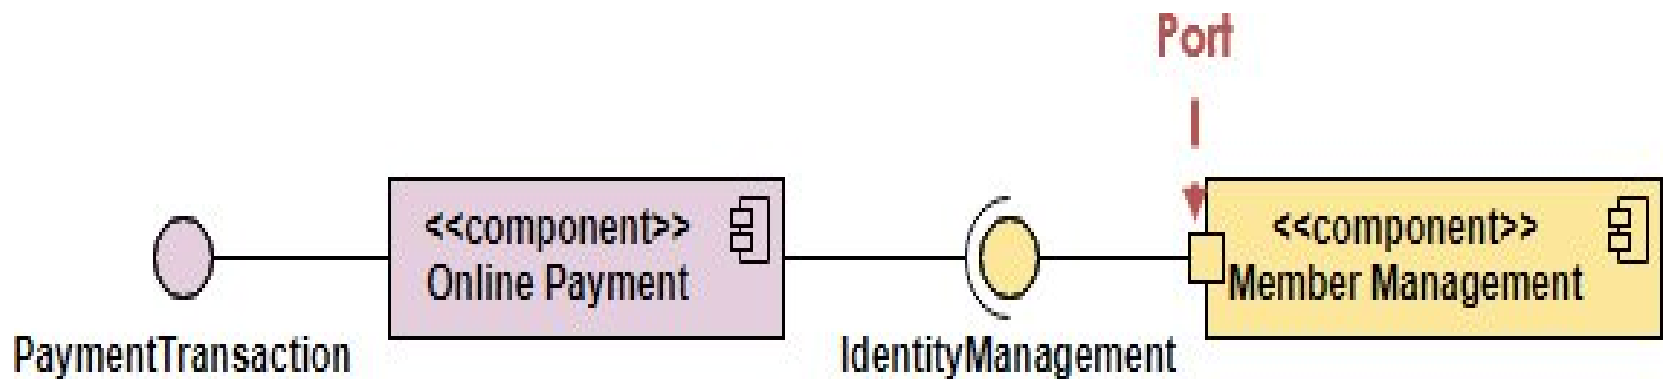 Port
<<component>>
Online Payment
<<component>>
Member Management
PaymentTransaction
IdentityManagement